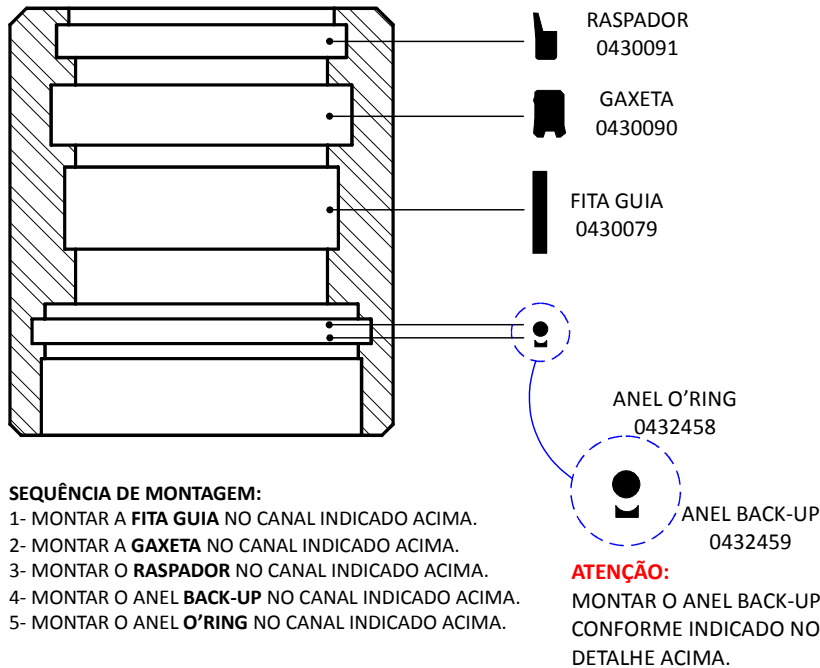 RASPADOR
0430091
GAXETA
0430090
FITA GUIA
0430079
ANEL O’RING
0432458
ANEL BACK-UP
0432459
SEQUÊNCIA DE MONTAGEM:
1- MONTAR A FITA GUIA NO CANAL INDICADO ACIMA.
2- MONTAR A GAXETA NO CANAL INDICADO ACIMA.
3- MONTAR O RASPADOR NO CANAL INDICADO ACIMA.
4- MONTAR O ANEL BACK-UP NO CANAL INDICADO ACIMA.
5- MONTAR O ANEL O’RING NO CANAL INDICADO ACIMA.
ATENÇÃO:
MONTAR O ANEL BACK-UP
CONFORME INDICADO NO
DETALHE ACIMA.